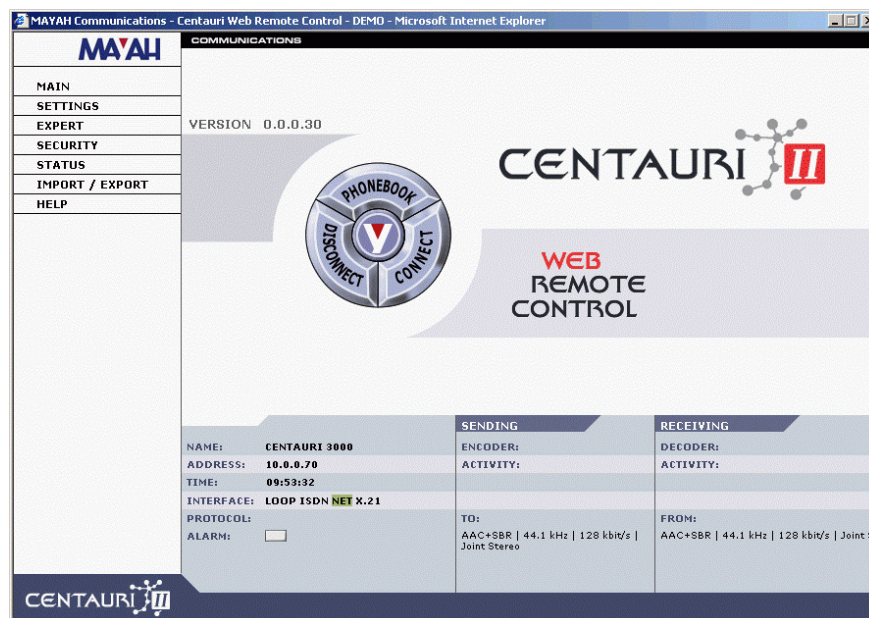 MAYAH Communications - Centauri Web Remote Control - DEMO - Microsoft Internet Explorer
MAYAH
COMMUNICATIONS
MAIN
SETTINGS
EXPERT
SECURITY
STATUS
IMPORT / EXPORT
HELP
VERSION 0.0.0.30
PHONEBOOK
DISCONNECT
CONNECT
y
CENTAURI II
WEB
REMOTE
CONTROL
SENDING
RECEIVING
NAME: CENTAURI 3000
ENCODER:
DECODER:
ADDRESS: 10.0.0.70
ACTIVITY:
ACTIVITY:
TIME: 09:53:32
INTERFACE: LOOP ISDN NET X.21
PROTOCOL:
TO:
FROM:
ALARM:
AAC+SBR | 44.1 kHz | 128 kbit/s |
Joint Stereo
AAC+SBR | 44.1 kHz | 128 kbit/s | Joint
CENTAURI II